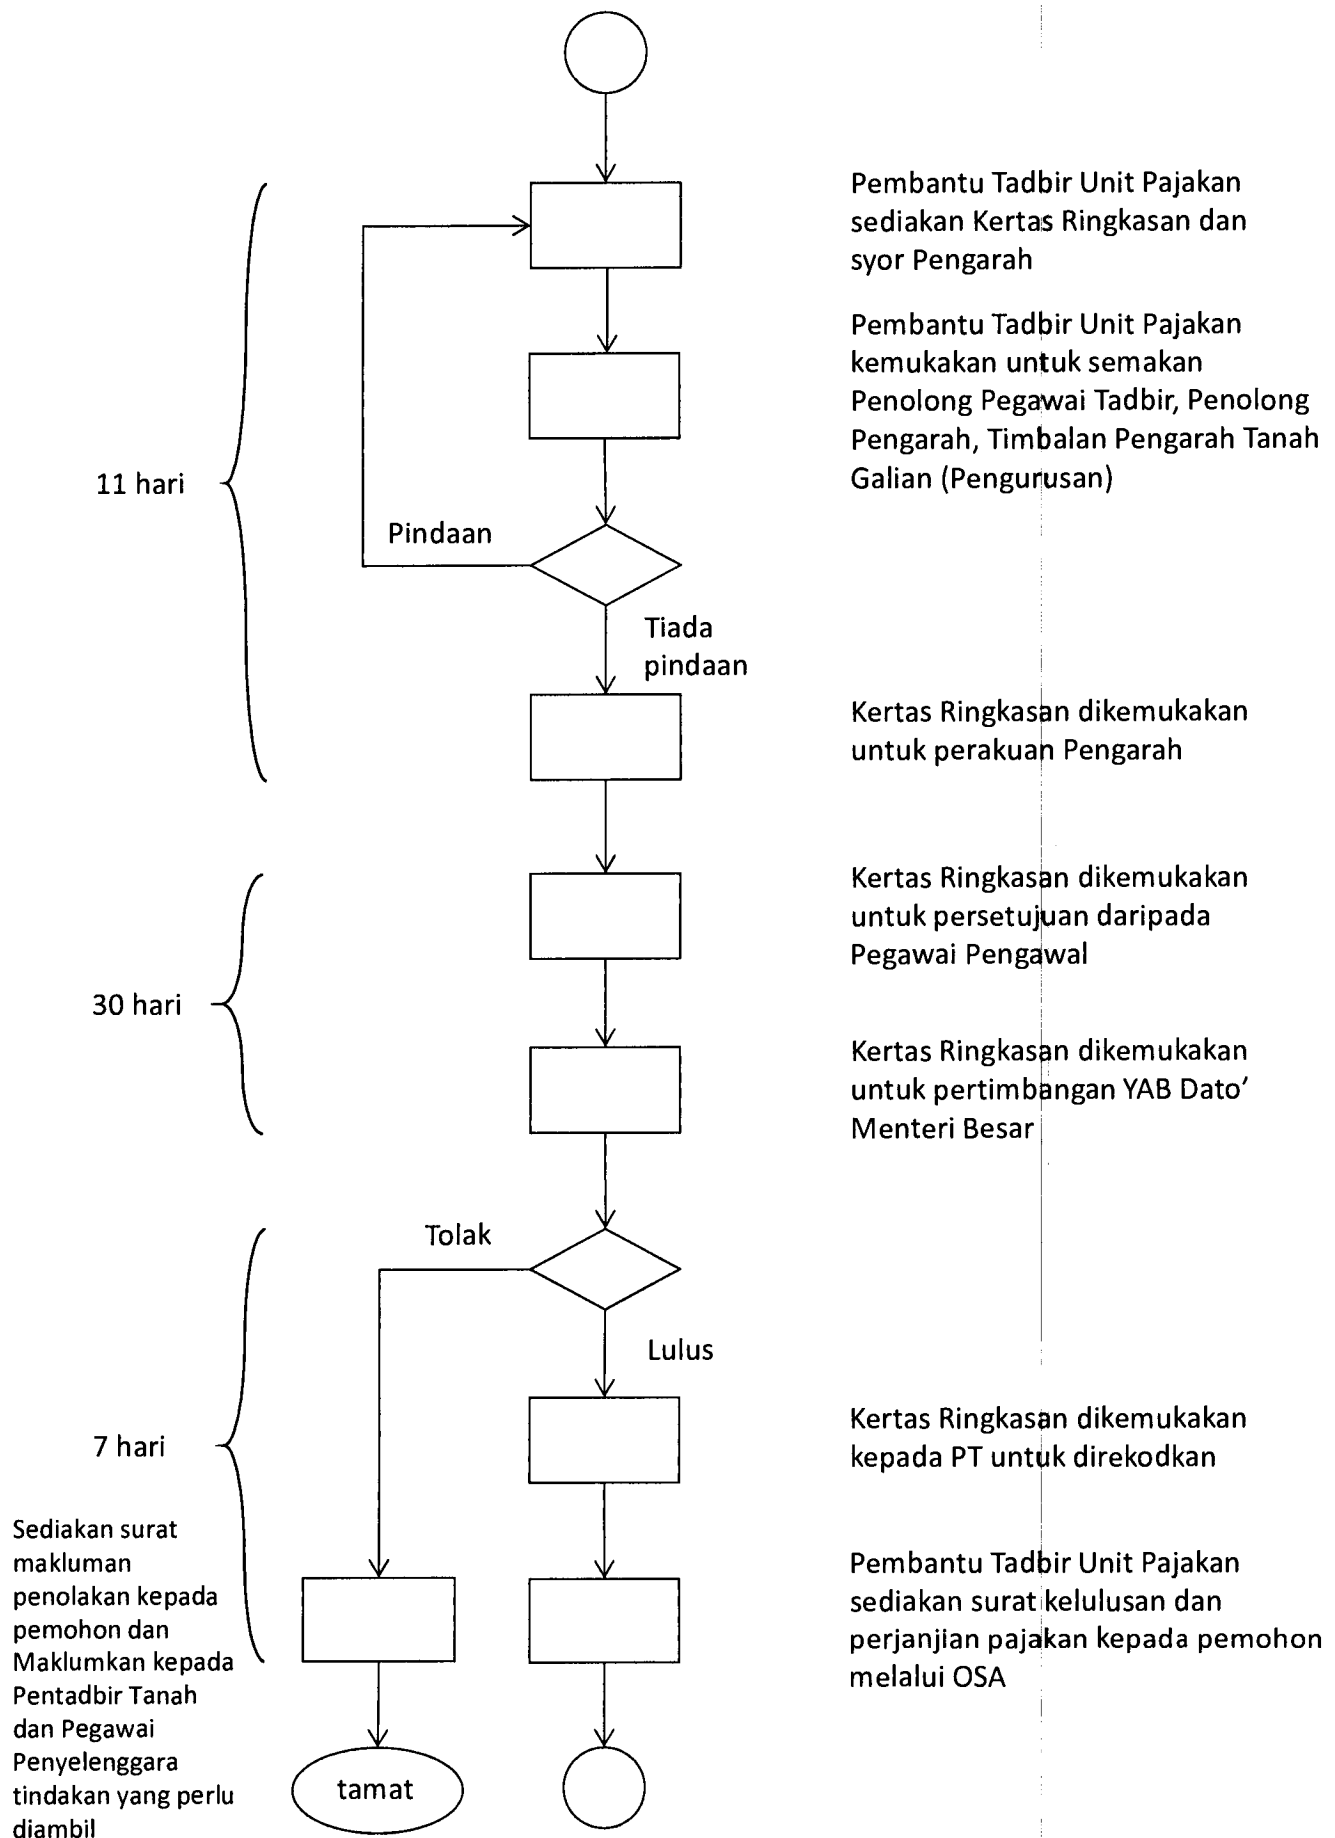 Pembantu Tadbir Unit Pajakan
sediakan Kertas Ringkasan dan
syor Pengarah
Pembantu Tadbir Unit Pajakan
kemukakan untuk semakan
Penolong Pegawai Tadbir, Penolong
Pengarah, Timbalan Pengarah Tanah
Galian (Pengurusan)
11 hari
Pindaan
Tiada
pindaan
Kertas Ringkasan dikemukakan
untuk perakuan Pengarah
Kertas Ringkasan dikemukakan
untuk persetujuan daripada
Pegawai Pengawal
30 hari
Kertas Ringkasan dikemukakan
untuk pertimbangan YAB Dato’
Menteri Besar
Tolak
Lulus
7 hari
Kertas Ringkasan dikemukakan
kepada PT untuk direkodkan
Sediakan surat
makluman
penolakan kepada
pemohon dan
Maklumkan kepada
Pentadbir Tanah
dan Pegawai
Penyelenggara
tindakan yang perlu
diambil
Pembantu Tadbir Unit Pajakan
sediakan surat kelulusan dan
perjanjian pajakan kepada pemohon
melalui OSA
tamat